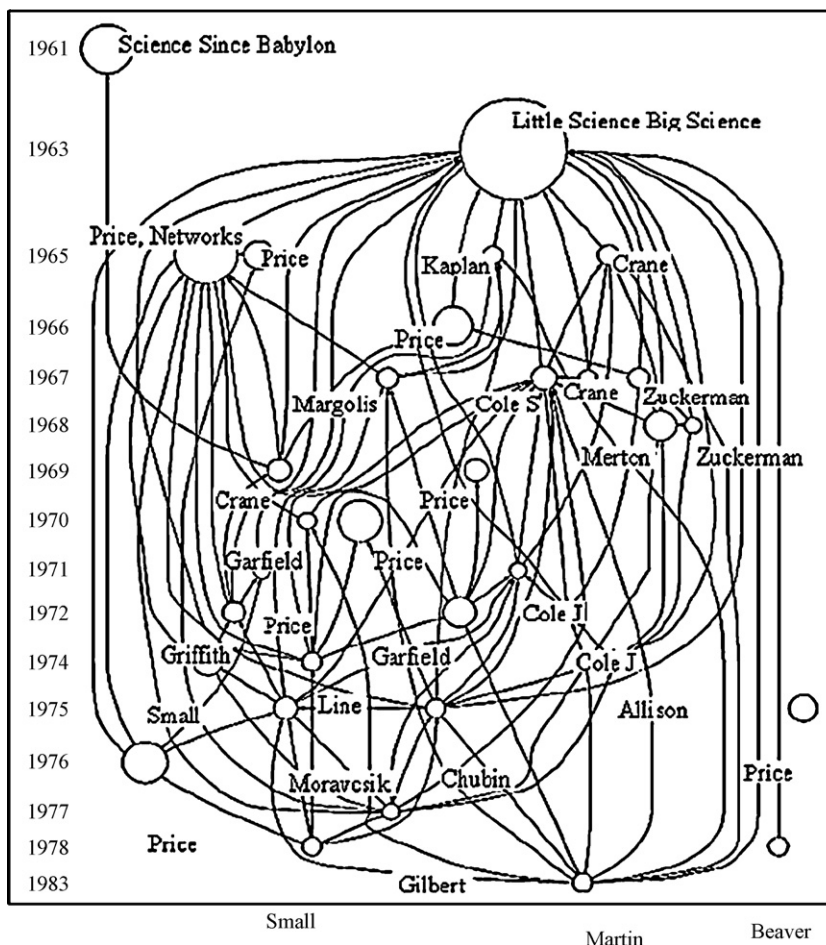 1961 Science Since Babylon
1963 Little Science Big Science
Price, Networks
1965 Price Kaplan Crane
1966 Price
1967 Margolis Cole S Crane Zuckerman
1968 Merton Zuckerman
1969 Crane Price
1970 Garfield Price
1971 Cole J
1972 Griffith Price Garfield Cole J
1974 Small Line Allison
1975
1976 Moravcsik Chubin Price
1977
1978 Price
1983 Gilbert
Small Martin Beaver